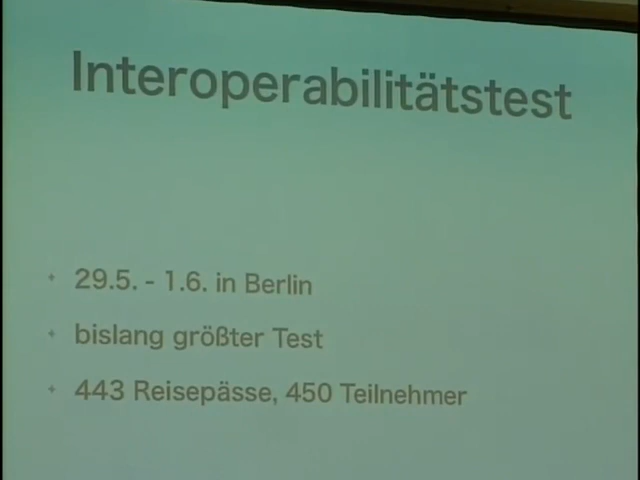 Interoperabilitätstest
29.5. - 1.6. in Berlin
bislang größter Test
443 Reisepässe, 450 Teilnehmer